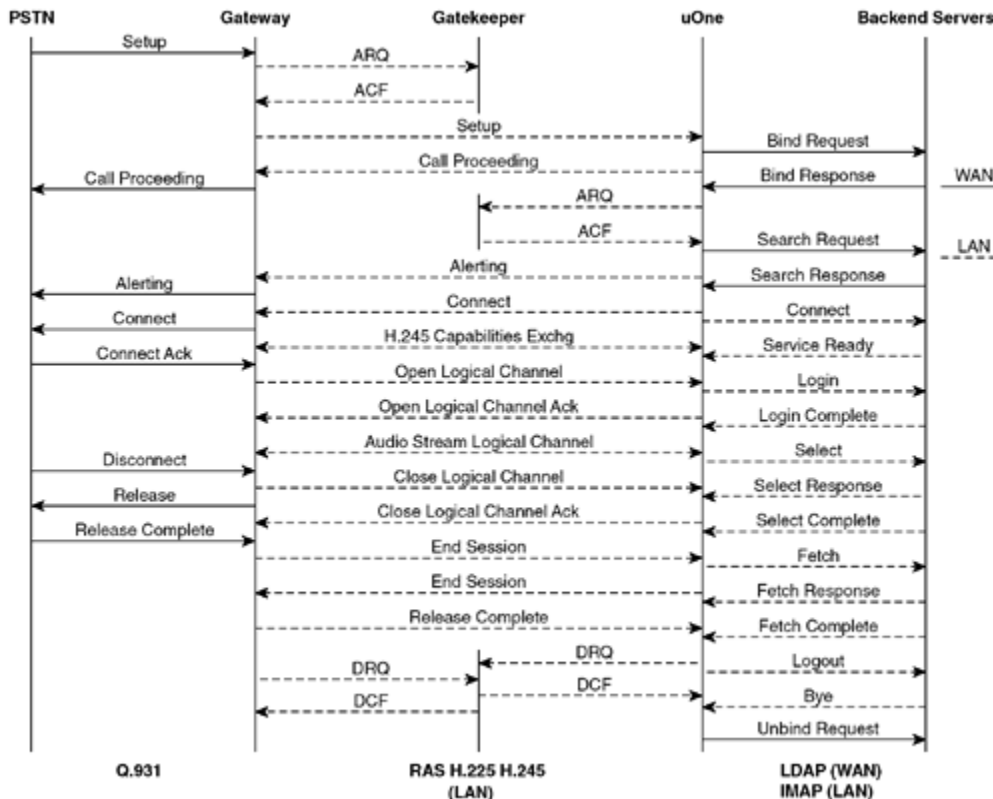 PSTN Gateway Gatekeeper uOne Backend Servers
Setup
ARQ
ACF
Setup
Bind Request
Call Proceeding
Call Proceeding
Bind Response
WAN
ARQ
ACF
Search Request
LAN
Alerting
Search Response
Alerting
Connect
Connect
Connect
H.245 Capabilities Exchg
Service Ready
Connect Ack
Open Logical Channel
Login
Open Logical Channel Ack
Login Complete
Audio Stream Logical Channel
Select
Disconnect
Close Logical Channel
Select Response
Release
Close Logical Channel Ack
Select Complete
Release Complete
End Session
Fetch
End Session
Fetch Response
Release Complete
Fetch Complete
DRQ
DRQ
Logout
DCF
DCF
Bye
Unbind Request
Q.931 RAS H.225 H.245 LDAP (WAN)
(LAN) IMAP (LAN)